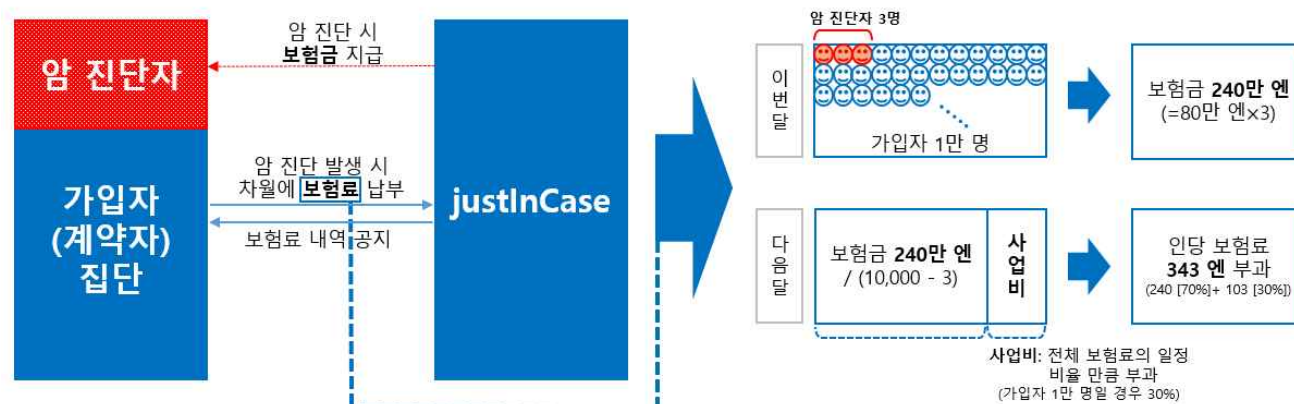 암 진단자
가입자
(계약자)
집단
암 진단 시
보험금 지급
암 진단 발생 시
차월에 보험료 납부
보험료 내역 공지
justInCase
암 진단자 3명
이
번
달
가입자 1만 명
보험금 240만 엔
(=80만 엔×3)
다
음
달
보험금 240만 엔
/ (10,000 - 3)
사
업
비
인당 보험료
343 엔 부과
(240 [70%]+ 103 [30%])
사업비: 전체 보험료의 일정
비율 만큼 부과
(가입자 1만 명일 경우 30%)